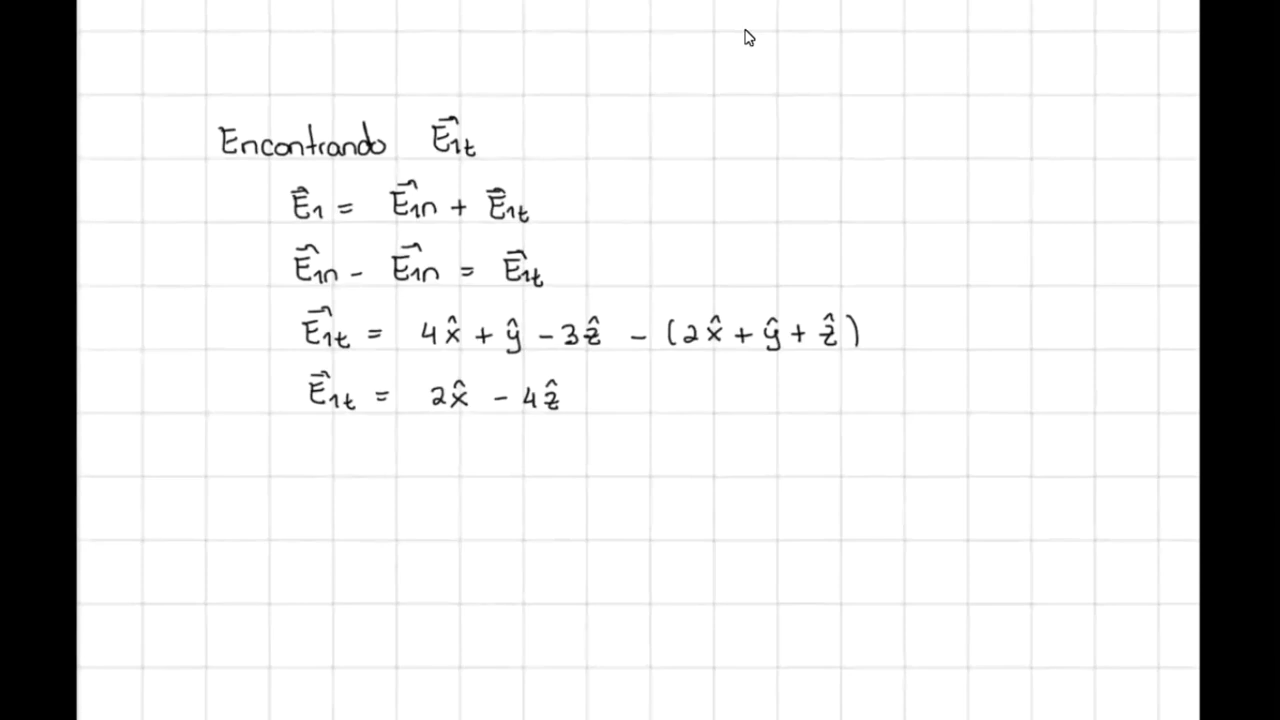 Encontrando E⃗1t
E⃗1 = E⃗1n + E⃗1t
E⃗1n - E⃗1n = E⃗1t
E⃗1t = 4x̂ + ŷ - 3ẑ - (2x̂ + ŷ + ẑ)
E⃗1t = 2x̂ - 4ẑ